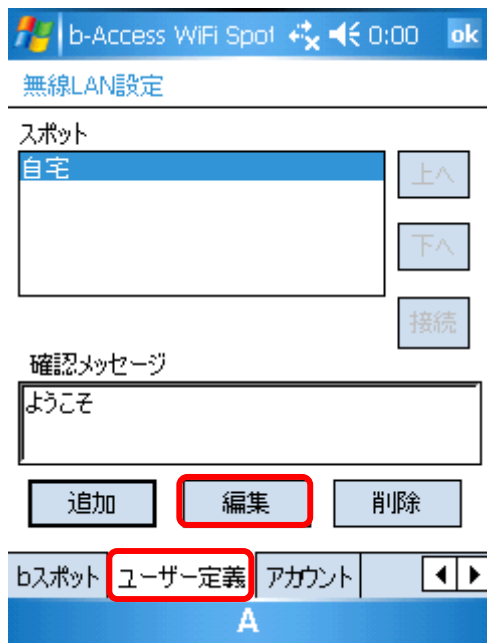 b-Access WiFi Spot 0:00 ok
無線LAN設定
スポット
自宅
上へ
下へ
接続
確認メッセージ
ようこそ
追加 編集 削除
bスポット ユーザー定義 アカウント
A